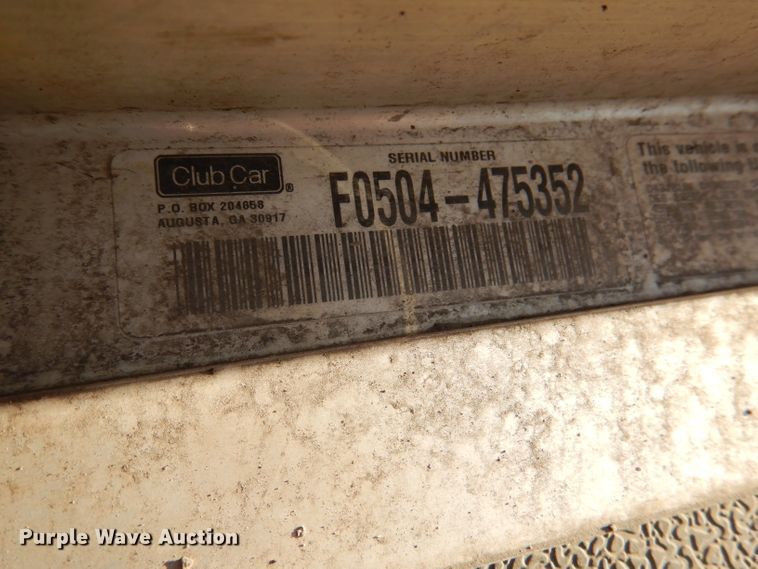 Club Car®
P.O. BOX 204658
AUGUSTA, GA 30917
SERIAL NUMBER
F0504-475352
This vehicle is
the following
Purple Wave Auction